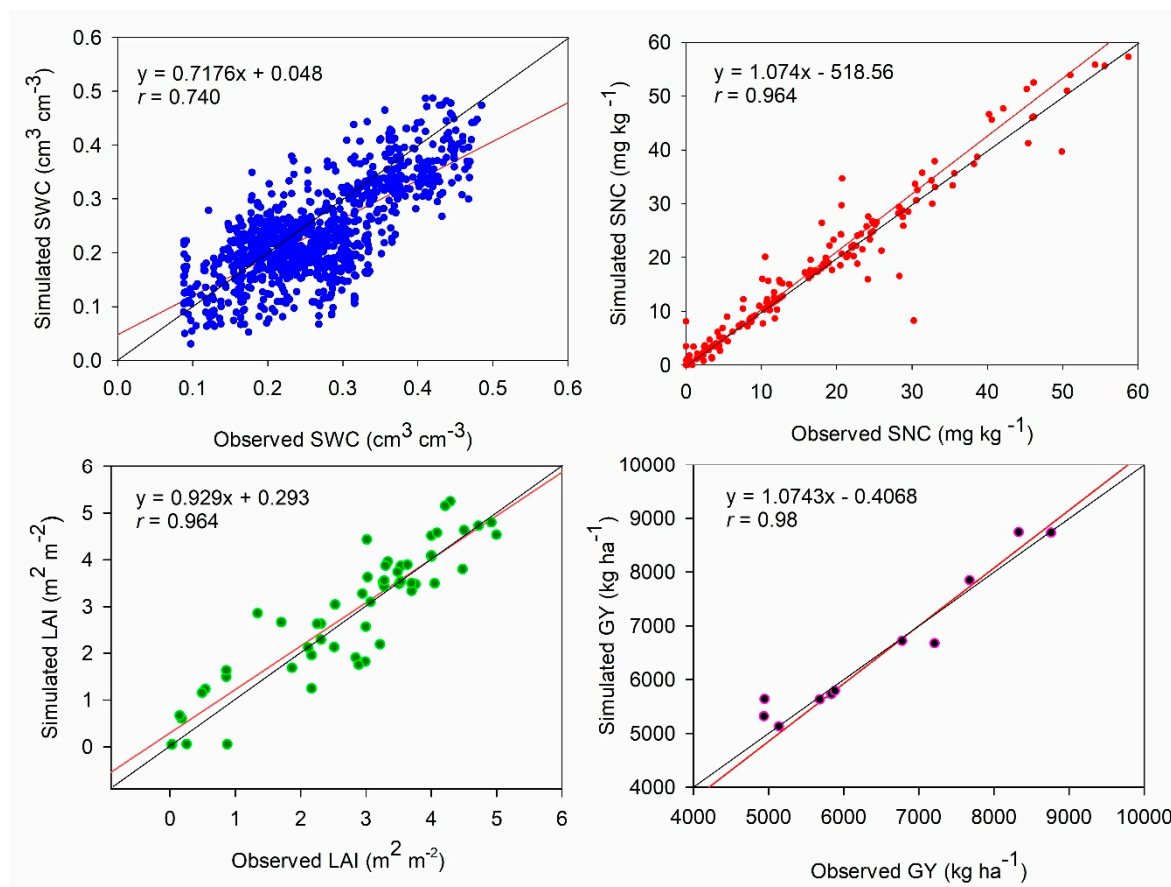 0.6
0.5
0.4
0.3
0.2
0.1
0.0
Simulated SWC (cm³ cm⁻³)
y = 0.7176x + 0.048
r = 0.740
0.0 0.1 0.2 0.3 0.4 0.5 0.6
Observed SWC (cm³ cm⁻³)
60
50
40
30
20
10
0
Simulated SNC (mg kg⁻¹)
y = 1.074x - 518.56
r = 0.964
0 10 20 30 40 50 60
Observed SNC (mg kg ⁻¹)
6
5
4
3
2
1
0
Simulated LAI (m² m⁻²)
y = 0.929x + 0.293
r = 0.964
0 1 2 3 4 5 6
Observed LAI (m² m⁻²)
10000
9000
8000
7000
6000
5000
4000
Simulated GY (kg ha⁻¹)
y = 1.0743x - 0.4068
r = 0.98
4000 5000 6000 7000 8000 9000 10000
Observed GY (kg ha⁻¹)